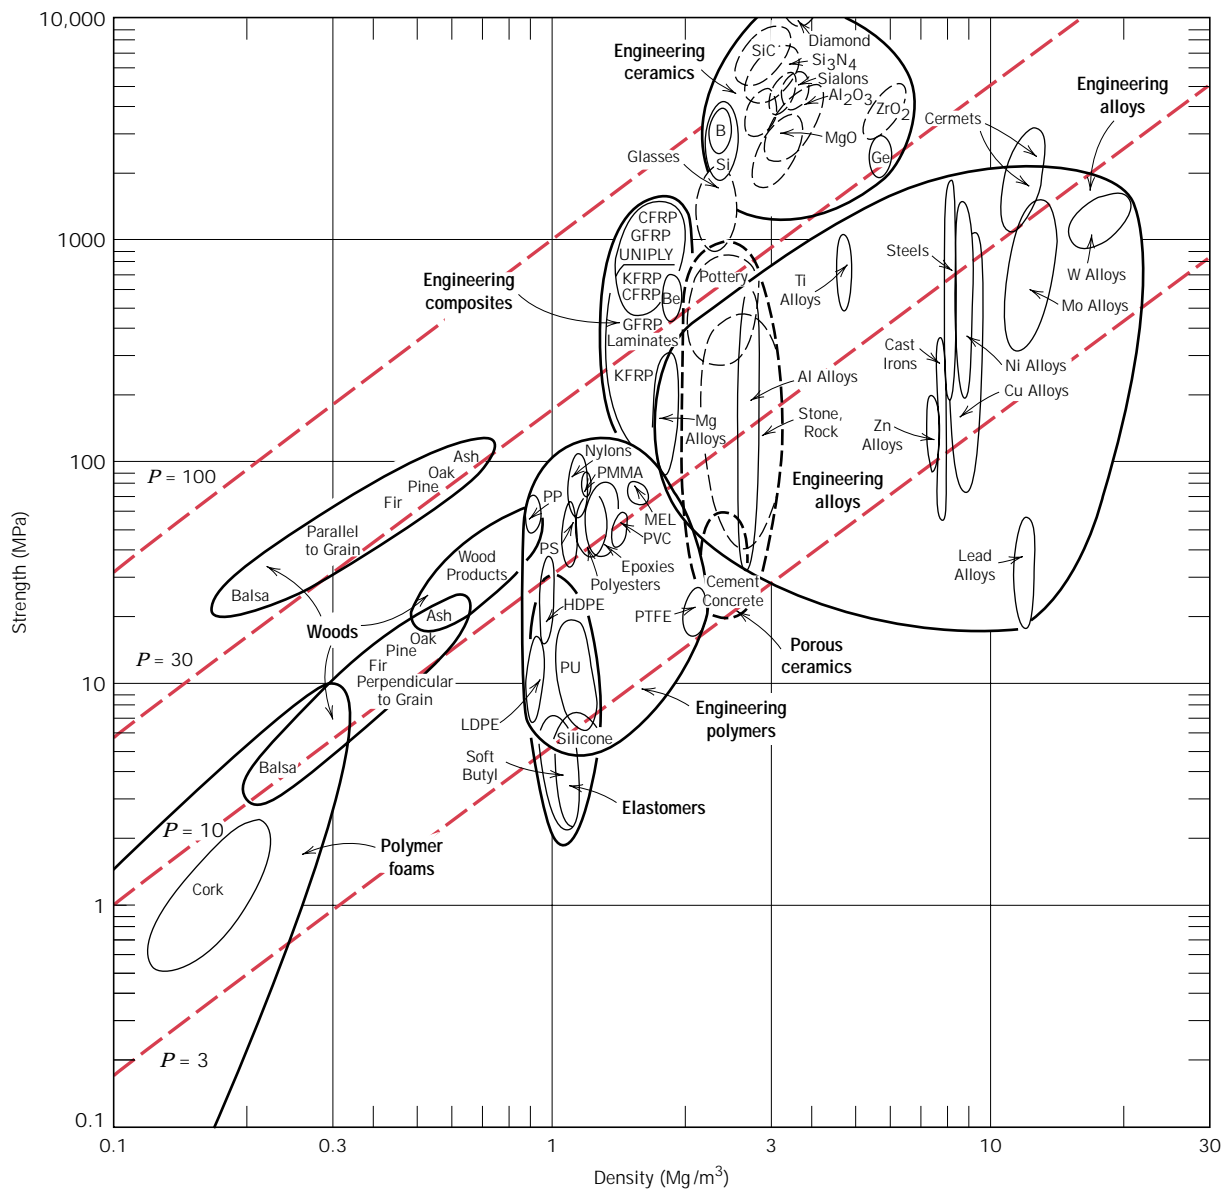 10,000
1000
100
10
1
0.1
Strength (MPa)
0.1
0.3
1
3
10
30
Density (Mg/m³)
Engineering
ceramics
SiC
Diamond
Si₃N₄
Sialons
Al₂O₃
ZrO₂
MgO
B
Si
Ge
Glasses
Cermets
Engineering
alloys
CFRP
GFRP
UNIPLY
KFRP
CFRP
Be
GFRP
Laminates
KFRP
Engineering
composites
Pottery
Ti
Alloys
Steels
W Alloys
Mo Alloys
Cast
Irons
Ni Alloys
Cu Alloys
Al Alloys
Mg
Alloys
Stone,
Rock
Zn
Alloys
Engineering
alloys
Lead
Alloys
P = 100
Ash
Oak
Pine
Fir
Parallel
to Grain
Balsa
Nylons
PMMA
PP
MEL
PVC
PS
Epoxies
Polyesters
Wood
Products
HDPE
PTFE
Cement
Concrete
Woods
P = 30
Ash
Oak
Pine
Fir
Perpendicular
to Grain
Balsa
Porous
ceramics
PU
LDPE
Silicone
Engineering
polymers
Soft
Butyl
Elastomers
P = 10
Polymer
foams
Cork
P = 3